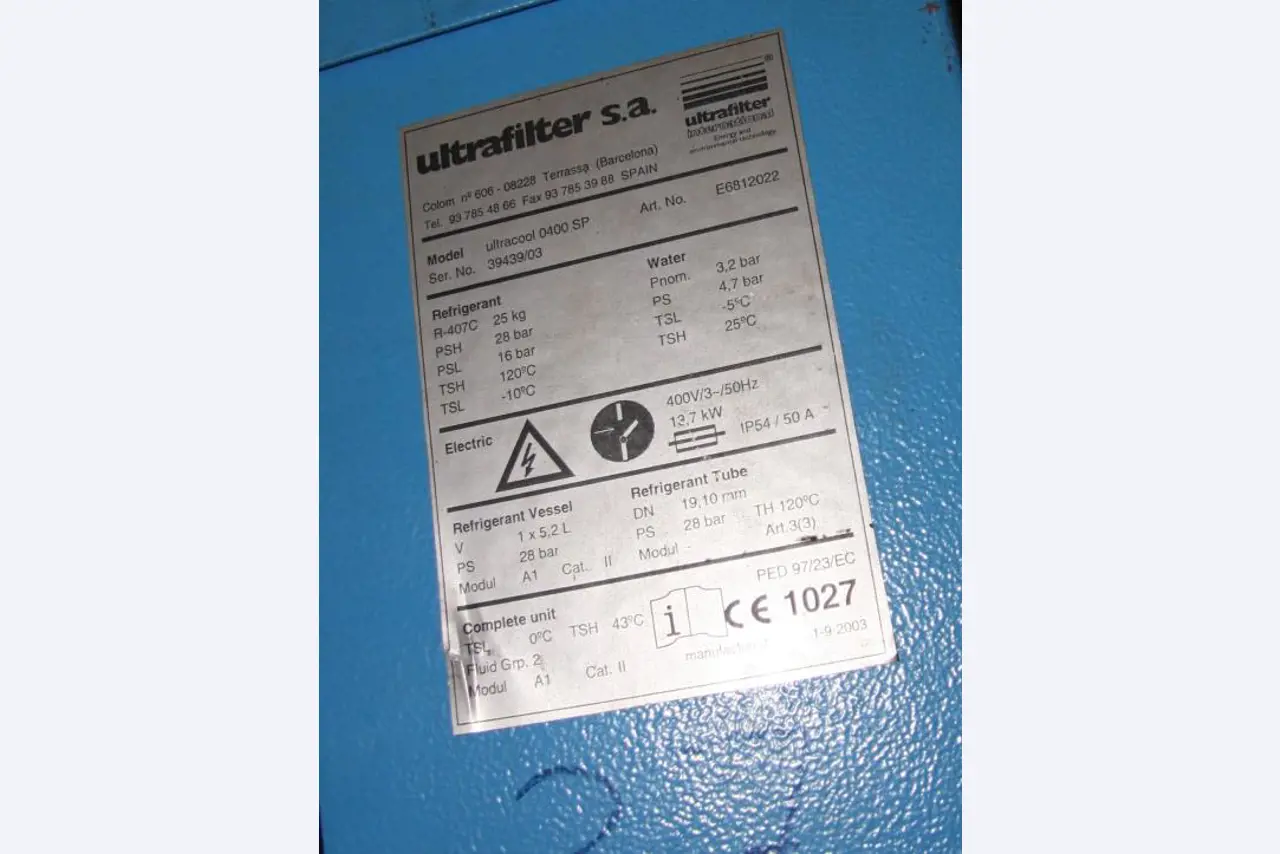 ultrafilter s.a.
®
ultrafilter
Energy and
environmental technology
Colom nº 606 - 08228 Terrassa (Barcelona)
Tel. 93 785 48 66 Fax 93 785 39 88 SPAIN
Model ultracool 0400 SP Art. No. E6812022
Ser. No. 39439/03
Refrigerant
R-407C 25 kg
PSH 28 bar
PSL 16 bar
TSH 120ºC
TSL -10ºC
Water
Pnom. 3,2 bar
PS 4,7 bar
TSL -5ºC
TSH 25ºC
Electric
400V/3~/50Hz
13,7 kW
IP54 / 50 A
Refrigerant Vessel
V 1 x 5,2 L
PS 28 bar
Modul A1 Cat. II
Refrigerant Tube
DN 19,10 mm
PS 28 bar TH 120ºC
Modul - Art.3(3)
Complete unit
TSL 0ºC TSH 43ºC
Fluid Grp. 2
Modul A1 Cat. II
PED 97/23/EC
i CE 1027
manufactured 1-9 2003